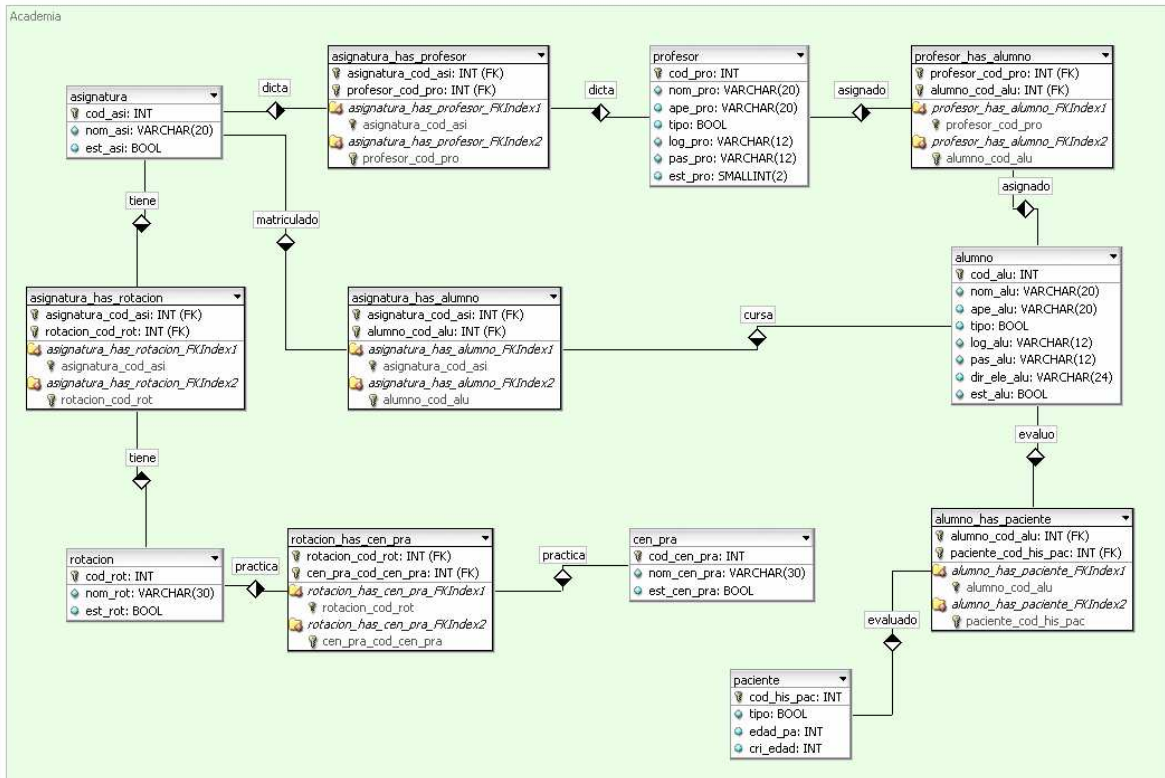 Academia
asignatura_has_profesor
asignatura_cod_asi: INT (FK)
profesor_cod_pro: INT (FK)
asignatura_has_profesor_FKIndex1
asignatura_cod_asi
asignatura_has_profesor_FKIndex2
profesor_cod_pro
profesor
cod_pro: INT
nom_pro: VARCHAR(20)
ape_pro: VARCHAR(20)
tipo: BOOL
log_pro: VARCHAR(12)
pas_pro: VARCHAR(12)
est_pro: SMALLINT(2)
profesor_has_alumno
profesor_cod_pro: INT (FK)
alumno_cod_alu: INT (FK)
profesor_has_alumno_FKIndex1
profesor_cod_pro
profesor_has_alumno_FKIndex2
alumno_cod_alu
dicta
dicta
asignado
asignatura
cod_asi: INT
nom_asi: VARCHAR(20)
est_asi: BOOL
asignado
tiene
matriculado
alumno
cod_alu: INT
nom_alu: VARCHAR(20)
ape_alu: VARCHAR(20)
tipo: BOOL
log_alu: VARCHAR(12)
pas_alu: VARCHAR(12)
dir_ele_alu: VARCHAR(24)
est_alu: BOOL
asignatura_has_rotacion
asignatura_cod_asi: INT (FK)
rotacion_cod_rot: INT (FK)
asignatura_has_rotacion_FKIndex1
asignatura_cod_asi
asignatura_has_rotacion_FKIndex2
rotacion_cod_rot
asignatura_has_alumno
asignatura_cod_asi: INT (FK)
alumno_cod_alu: INT (FK)
asignatura_has_alumno_FKIndex1
asignatura_cod_asi
asignatura_has_alumno_FKIndex2
alumno_cod_alu
cursa
tiene
evaluo
rotacion
cod_rot: INT
nom_rot: VARCHAR(30)
est_rot: BOOL
practica
rotacion_has_cen_pra
rotacion_cod_rot: INT (FK)
cen_pra_cod_cen_pra: INT (FK)
rotacion_has_cen_pra_FKIndex1
rotacion_cod_rot
rotacion_has_cen_pra_FKIndex2
cen_pra_cod_cen_pra
practica
cen_pra
cod_cen_pra: INT
nom_cen_pra: VARCHAR(30)
est_cen_pra: BOOL
alumno_has_paciente
alumno_cod_alu: INT (FK)
paciente_cod_his_pac: INT (FK)
alumno_has_paciente_FKIndex1
alumno_cod_alu
alumno_has_paciente_FKIndex2
paciente_cod_his_pac
evaluado
paciente
cod_his_pac: INT
tipo: BOOL
edad_pa: INT
cri_edad: INT